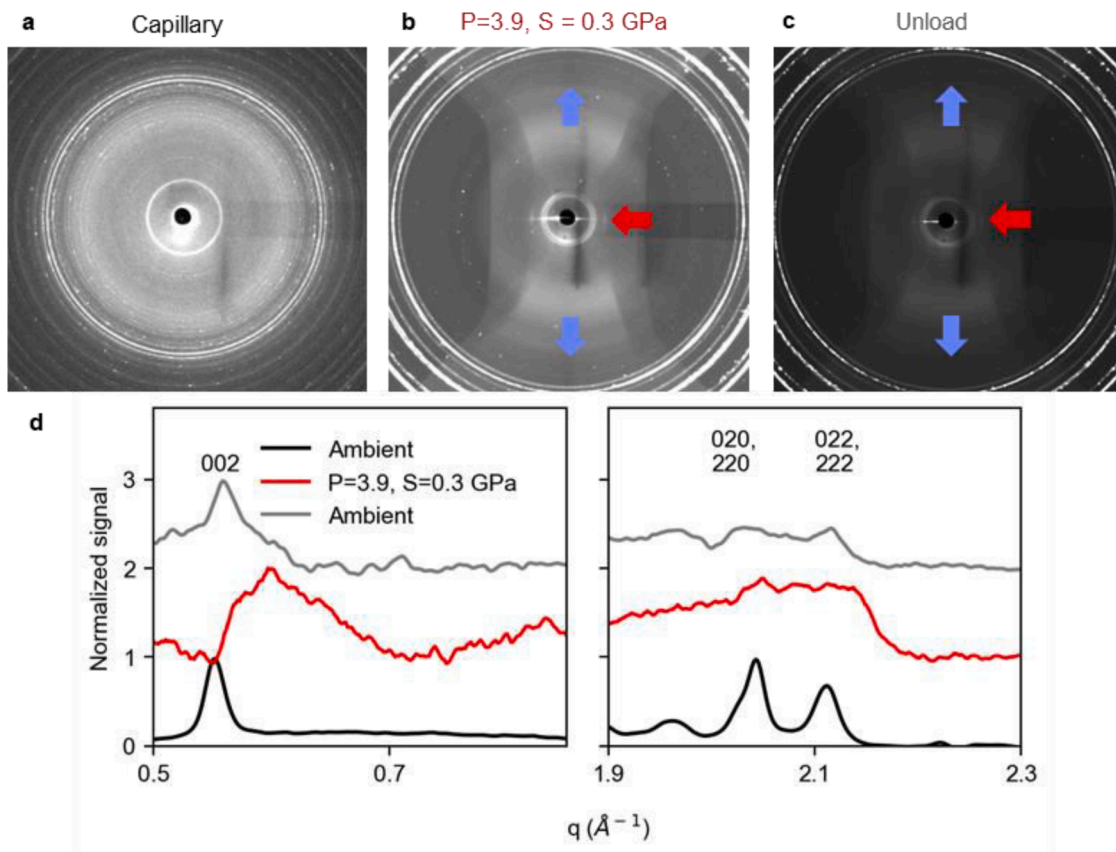 a
Capillary
b
P=3.9, S = 0.3 GPa
c
Unload
d
Normalized signal
3
2
1
0
002
Ambient
P=3.9, S=0.3 GPa
Ambient
020,
220
022,
222
0.5
0.7
1.9
2.1
2.3
q (Å⁻¹)